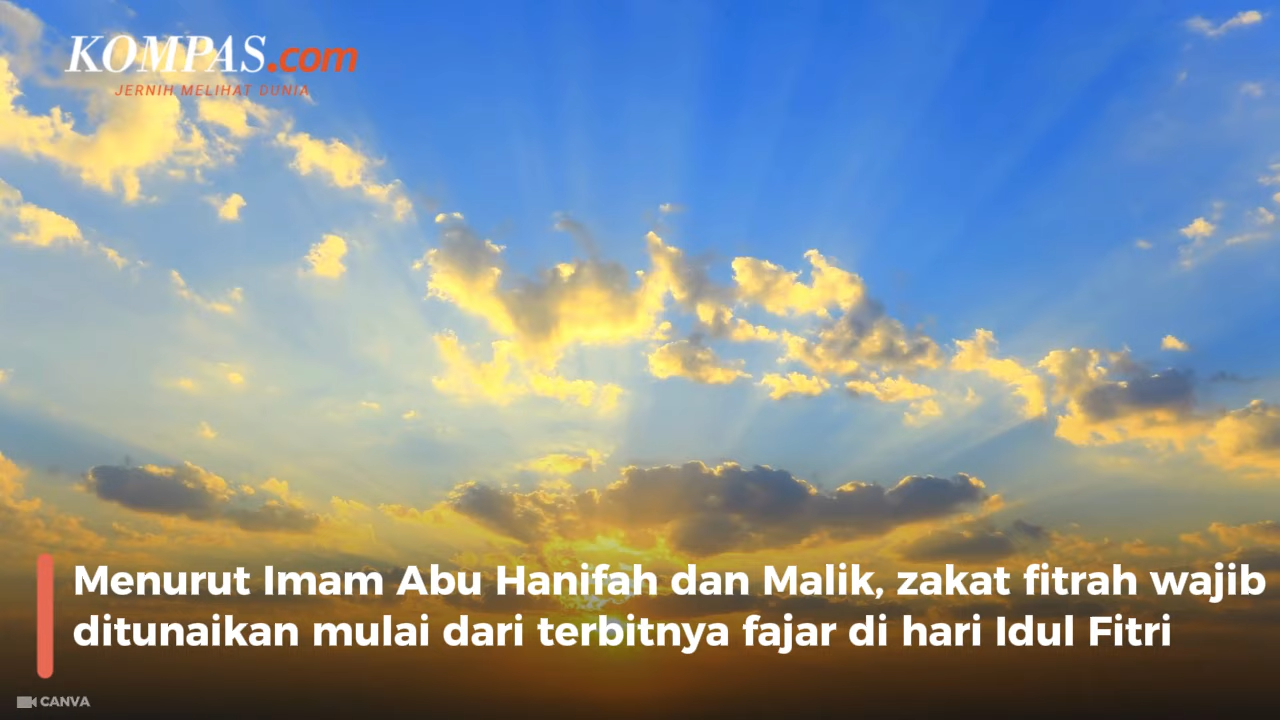 KOMPAS.com
JERNIH MELIHAT DUNIA
Menurut Imam Abu Hanifah dan Malik, zakat fitrah wajib
ditunaikan mulai dari terbitnya fajar di hari Idul Fitri
CANVA